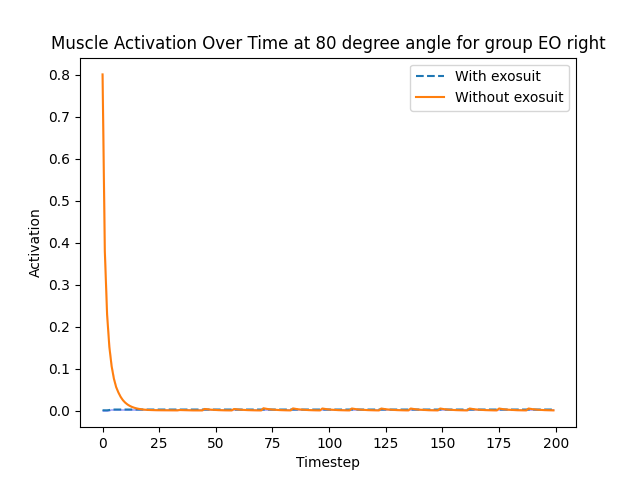 Muscle Activation Over Time at 80 degree angle for group EO right
With exosuit
Without exosuit
0.8
0.7
0.6
0.5
0.4
0.3
0.2
0.1
0.0
Activation
0 25 50 75 100 125 150 175 200
Timestep